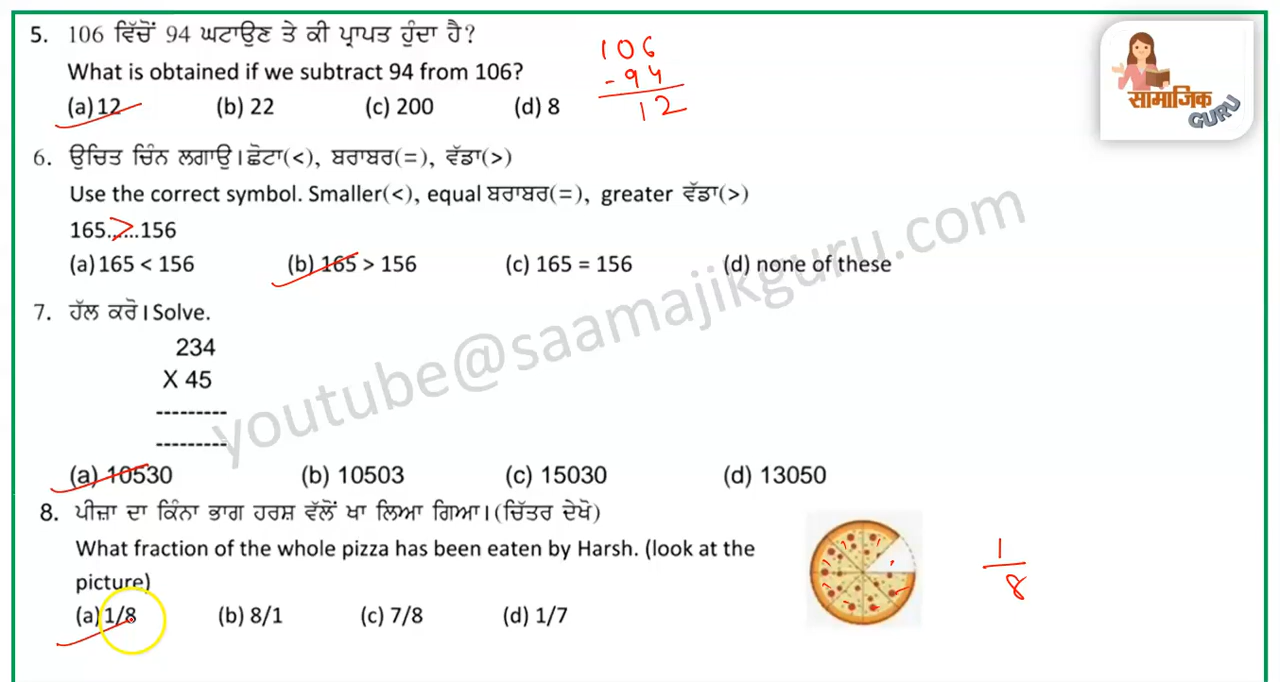 5. 106 ਵਿੱਚੋਂ 94 ਘਟਾਉਣ ਤੇ ਕੀ ਪ੍ਰਾਪਤ ਹੁੰਦਾ ਹੈ?
What is obtained if we subtract 94 from 106?
(a) 12 (b) 22 (c) 200 (d) 8
106
-94
12
सामाजिक
GURU
6. ਉਚਿਤ ਚਿੰਨ ਲਗਾਉ। ਛੋਟਾ(<), ਬਰਾਬਰ(=), ਵੱਡਾ(>)
Use the correct symbol. Smaller(<), equal ਬਰਾਬਰ(=), greater ਵੱਡਾ(>)
165..>...156
(a) 165 < 156 (b) 165 > 156 (c) 165 = 156 (d) none of these
youtube@saamajikguru.com
7. ਹੱਲ ਕਰੋ। Solve.
234
X 45
---------
---------
(a) 10530 (b) 10503 (c) 15030 (d) 13050
8. ਪੀਜ਼ਾ ਦਾ ਕਿੰਨਾ ਭਾਗ ਹਰਸ਼ ਵੱਲੋਂ ਖਾ ਲਿਆ ਗਿਆ। (ਚਿੱਤਰ ਦੇਖੋ)
What fraction of the whole pizza has been eaten by Harsh. (look at the
picture)
(a) 1/8 (b) 8/1 (c) 7/8 (d) 1/7
1
8